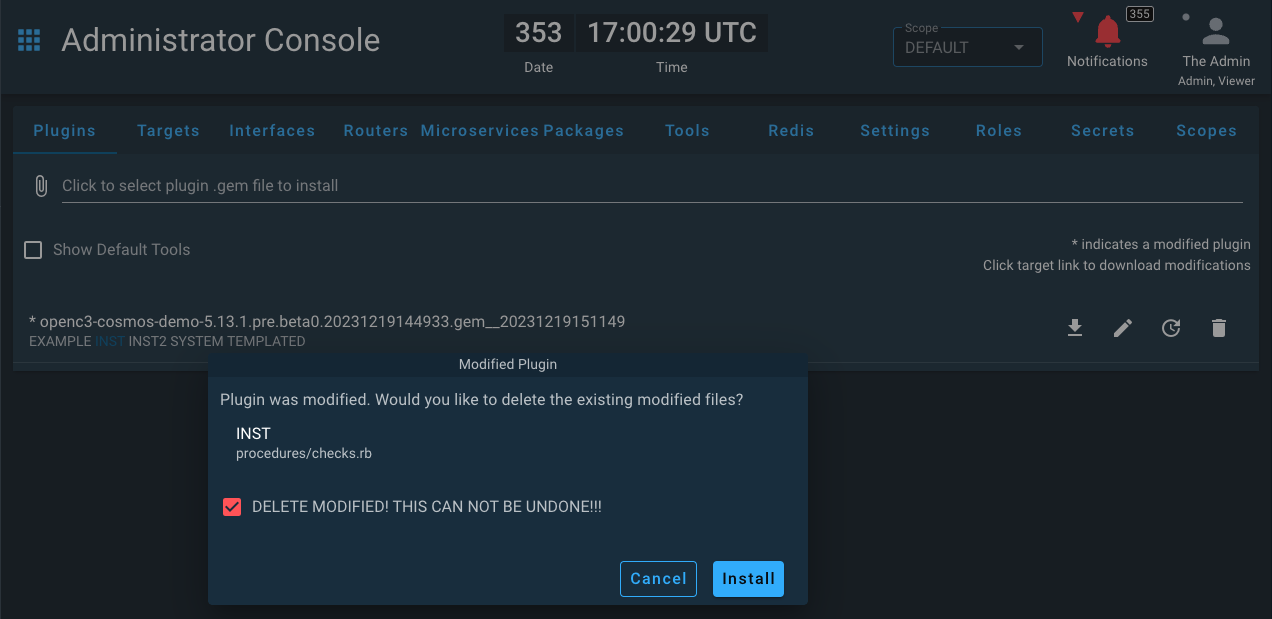 Administrator Console
353
17:00:29 UTC
Date
Time
Scope
DEFAULT
355
Notifications
The Admin
Admin, Viewer
Plugins
Targets
Interfaces
Routers
Microservices
Packages
Tools
Redis
Settings
Roles
Secrets
Scopes
Click to select plugin .gem file to install
Show Default Tools
* indicates a modified plugin
Click target link to download modifications
* openc3-cosmos-demo-5.13.1.pre.beta0.20231219144933.gem__20231219151149
EXAMPLE INST INST2 SYSTEM TEMPLATED
Modified Plugin
Plugin was modified. Would you like to delete the existing modified files?
INST
procedures/checks.rb
DELETE MODIFIED! THIS CAN NOT BE UNDONE!!!
Cancel
Install